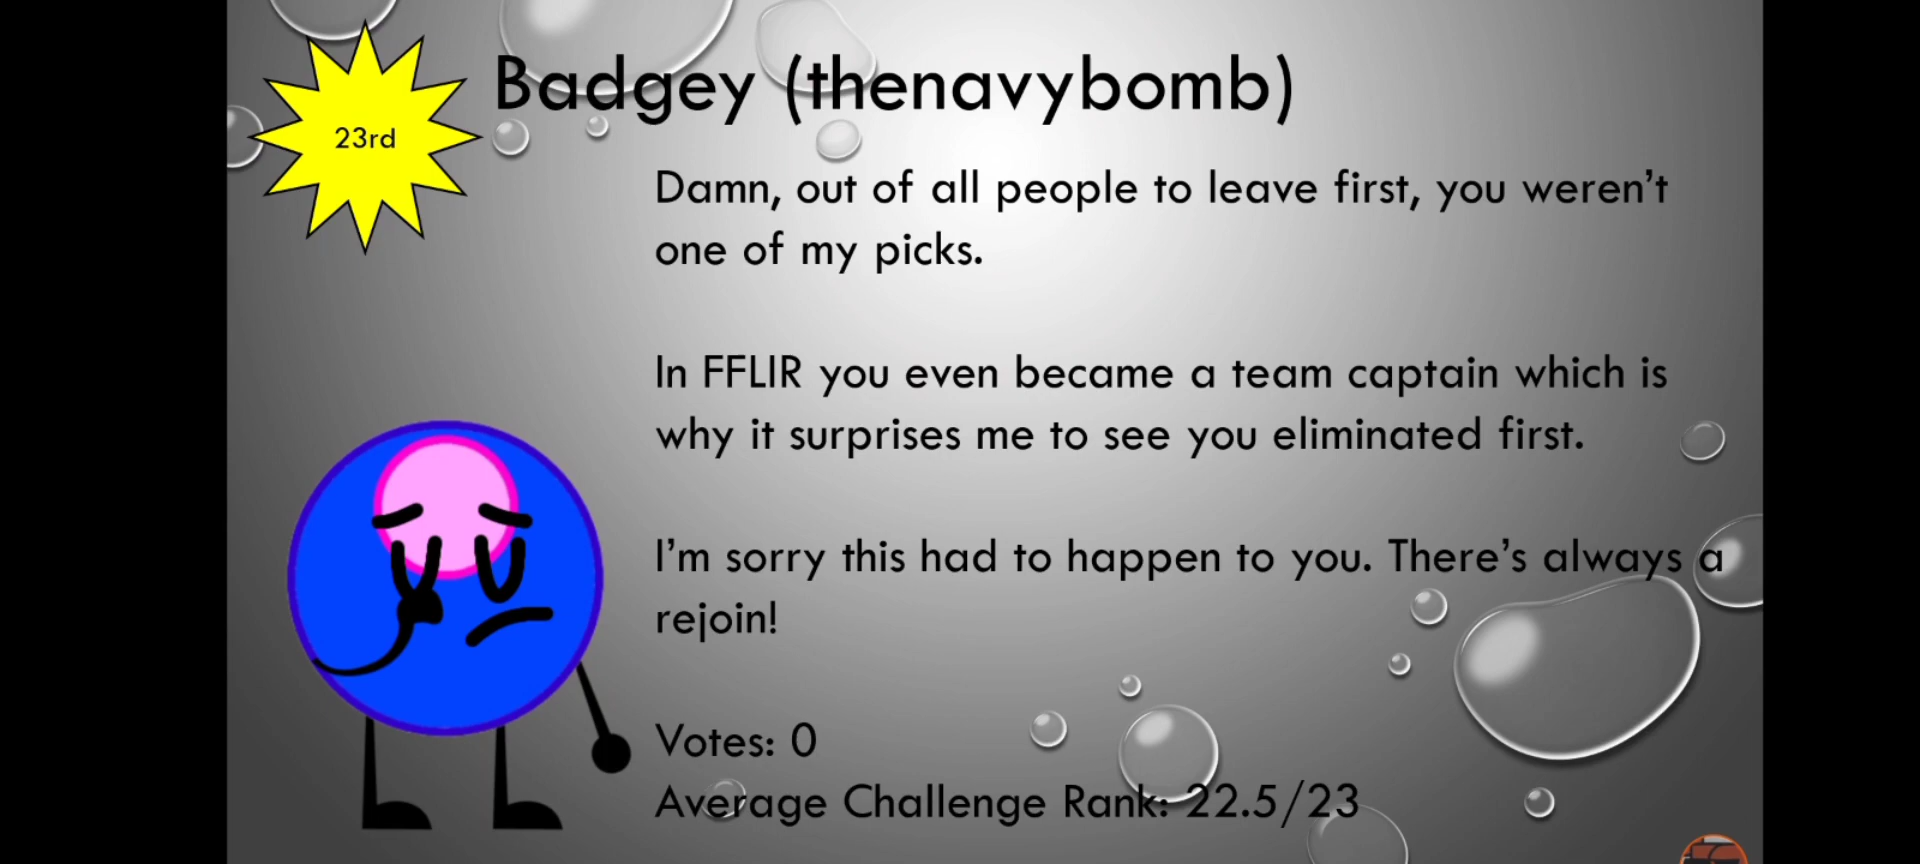 23rd
Badgey (thenavybomb)
Damn, out of all people to leave first, you weren’t
one of my picks.
In FFLIR you even became a team captain which is
why it surprises me to see you eliminated first.
I’m sorry this had to happen to you. There’s always a
rejoin!
Votes: 0
Average Challenge Rank: 22.5/23